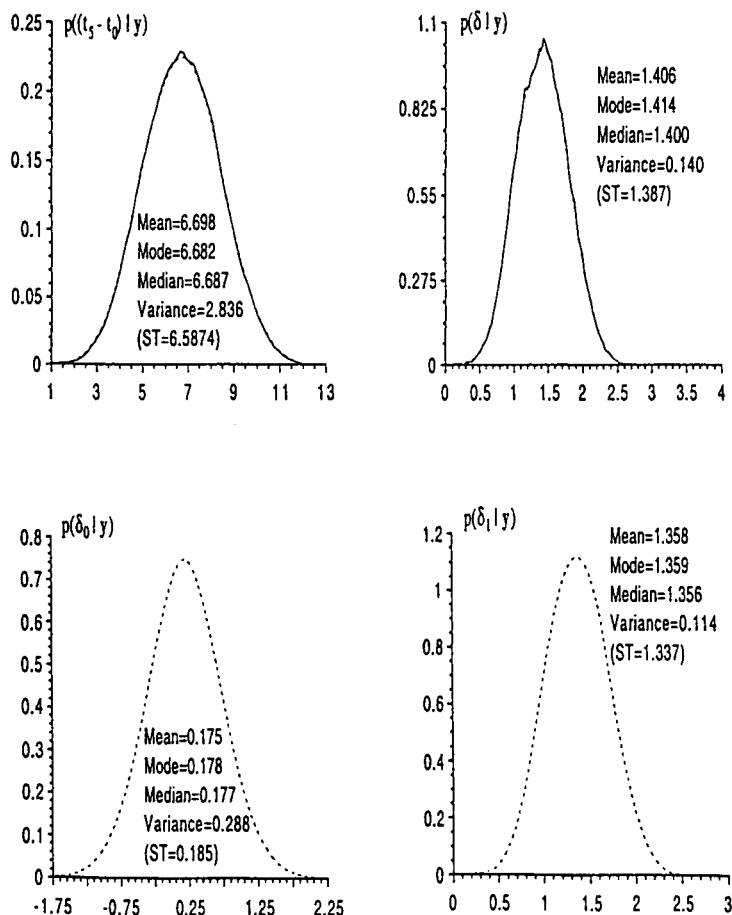 p((t₅ - t₀) | y)
0.25
0.2
0.15
0.1
0.05
0
Mean=6.698
Mode=6.682
Median=6.687
Variance=2.836
(ST=6.5874)
1 3 5 7 9 11 13
p(δ | y)
1.1
0.825
0.55
0.275
0
Mean=1.406
Mode=1.414
Median=1.400
Variance=0.140
(ST=1.387)
0 0.5 1 1.5 2 2.5 3 3.5 4
p(δ₀ | y)
0.8
0.7
0.6
0.5
0.4
0.3
0.2
0.1
0
Mean=0.175
Mode=0.178
Median=0.177
Variance=0.288
(ST=0.185)
-1.75 -0.75 0.25 1.25 2.25
p(δ₁ | y)
1.2
1
0.8
0.6
0.4
0.2
0
Mean=1.358
Mode=1.359
Median=1.356
Variance=0.114
(ST=1.337)
0 0.5 1 1.5 2 2.5 3